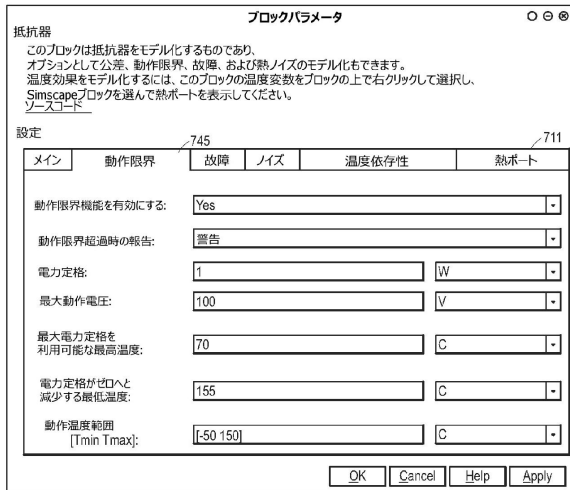 ブロックパラメータ
抵抗器
このブロックは抵抗器をモデル化するものであり、
オプションとして公差、動作限界、故障、および熱ノイズのモデル化もできます。
温度効果をモデル化するには、このブロックの温度変数をブロックの上で右クリックして選択し、
Simscapeブロックを選んで熱ポートを表示してください。
ソースコード
設定
745
711
メイン 動作限界 故障 ノイズ 温度依存性 熱ポート
動作限界機能を有効にする: Yes
動作限界超過時の報告: 警告
電力定格: 1 W
最大動作電圧: 100 V
最大電力定格を
利用可能な最高温度: 70 C
電力定格がゼロへと
減少する最低温度: 155 C
動作温度範囲
[Tmin Tmax]: [-50 150] C
OK Cancel Help Apply